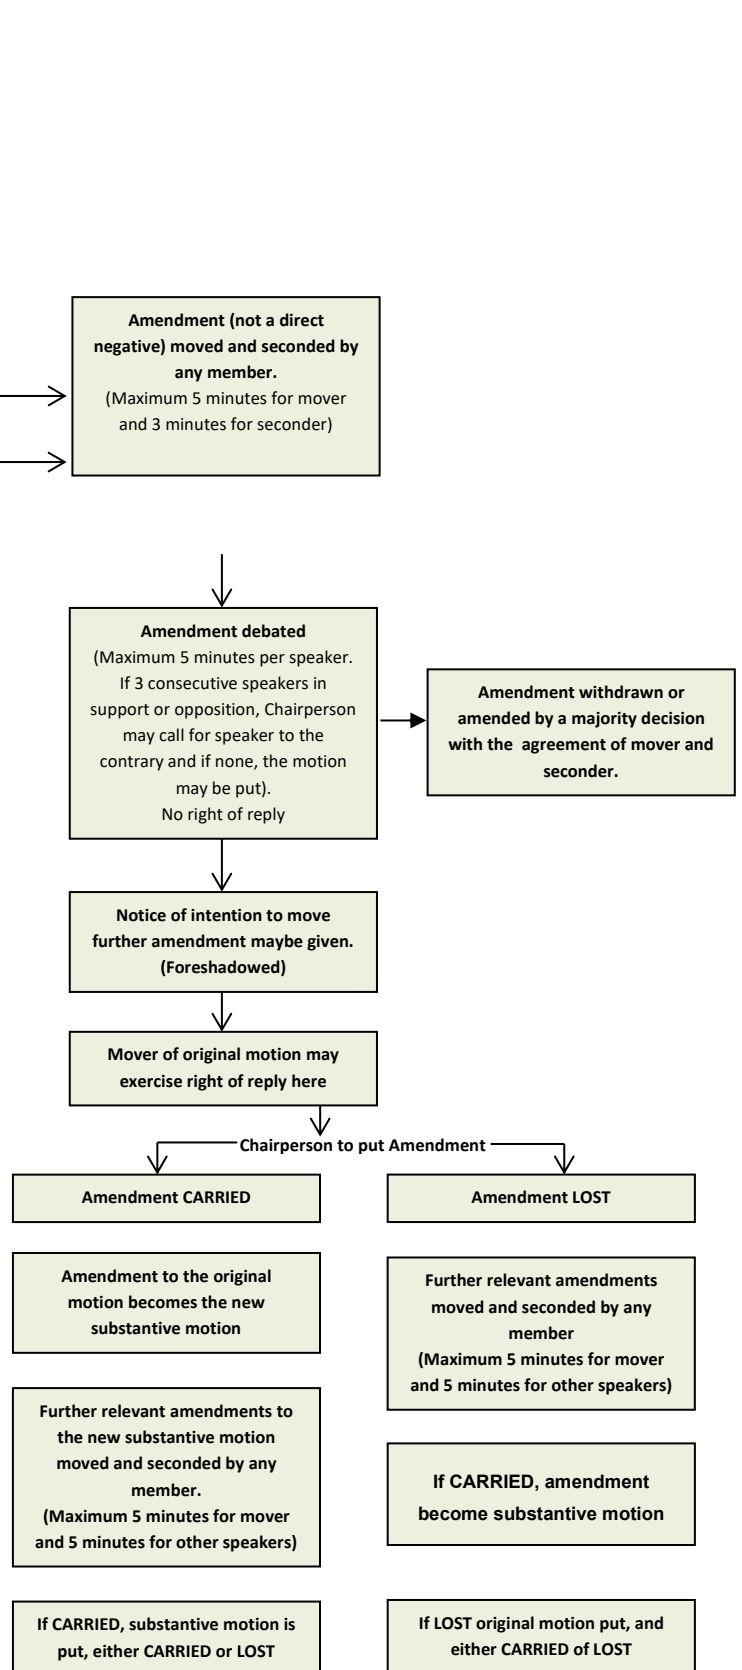 Amendment (not a direct
negative) moved and seconded by
any member.
(Maximum 5 minutes for mover
and 3 minutes for seconder)
Amendment debated
(Maximum 5 minutes per speaker.
If 3 consecutive speakers in
support or opposition, Chairperson
may call for speaker to the
contrary and if none, the motion
may be put).
No right of reply
Amendment withdrawn or
amended by a majority decision
with the agreement of mover and
seconder.
Notice of intention to move
further amendment maybe given.
(Foreshadowed)
Mover of original motion may
exercise right of reply here
Chairperson to put Amendment
Amendment CARRIED
Amendment to the original
motion becomes the new
substantive motion
Further relevant amendments to
the new substantive motion
moved and seconded by any
member.
(Maximum 5 minutes for mover
and 5 minutes for other speakers)
If CARRIED, substantive motion is
put, either CARRIED or LOST
Amendment LOST
Further relevant amendments
moved and seconded by any
member
(Maximum 5 minutes for mover
and 5 minutes for other speakers)
If CARRIED, amendment
become substantive motion
If LOST original motion put, and
either CARRIED of LOST